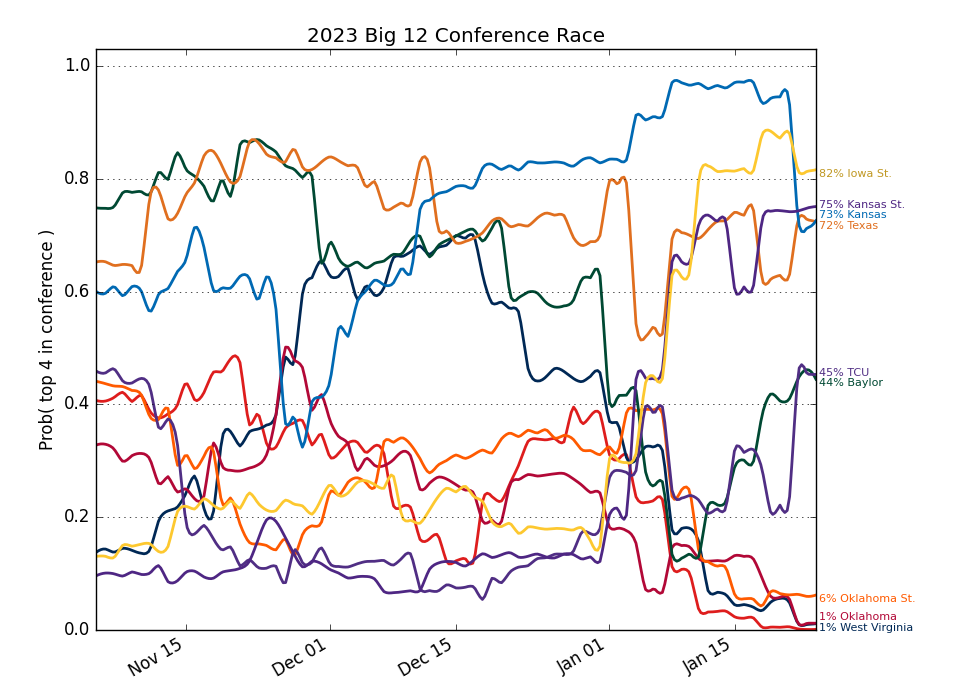 2023 Big 12 Conference Race
Prob( top 4 in conference )
1.0
0.8
0.6
0.4
0.2
0.0
Nov 15
Dec 01
Dec 15
Jan 01
Jan 15
82% Iowa St.
75% Kansas St.
73% Kansas
72% Texas
45% TCU
44% Baylor
6% Oklahoma St.
1% Oklahoma
1% West Virginia